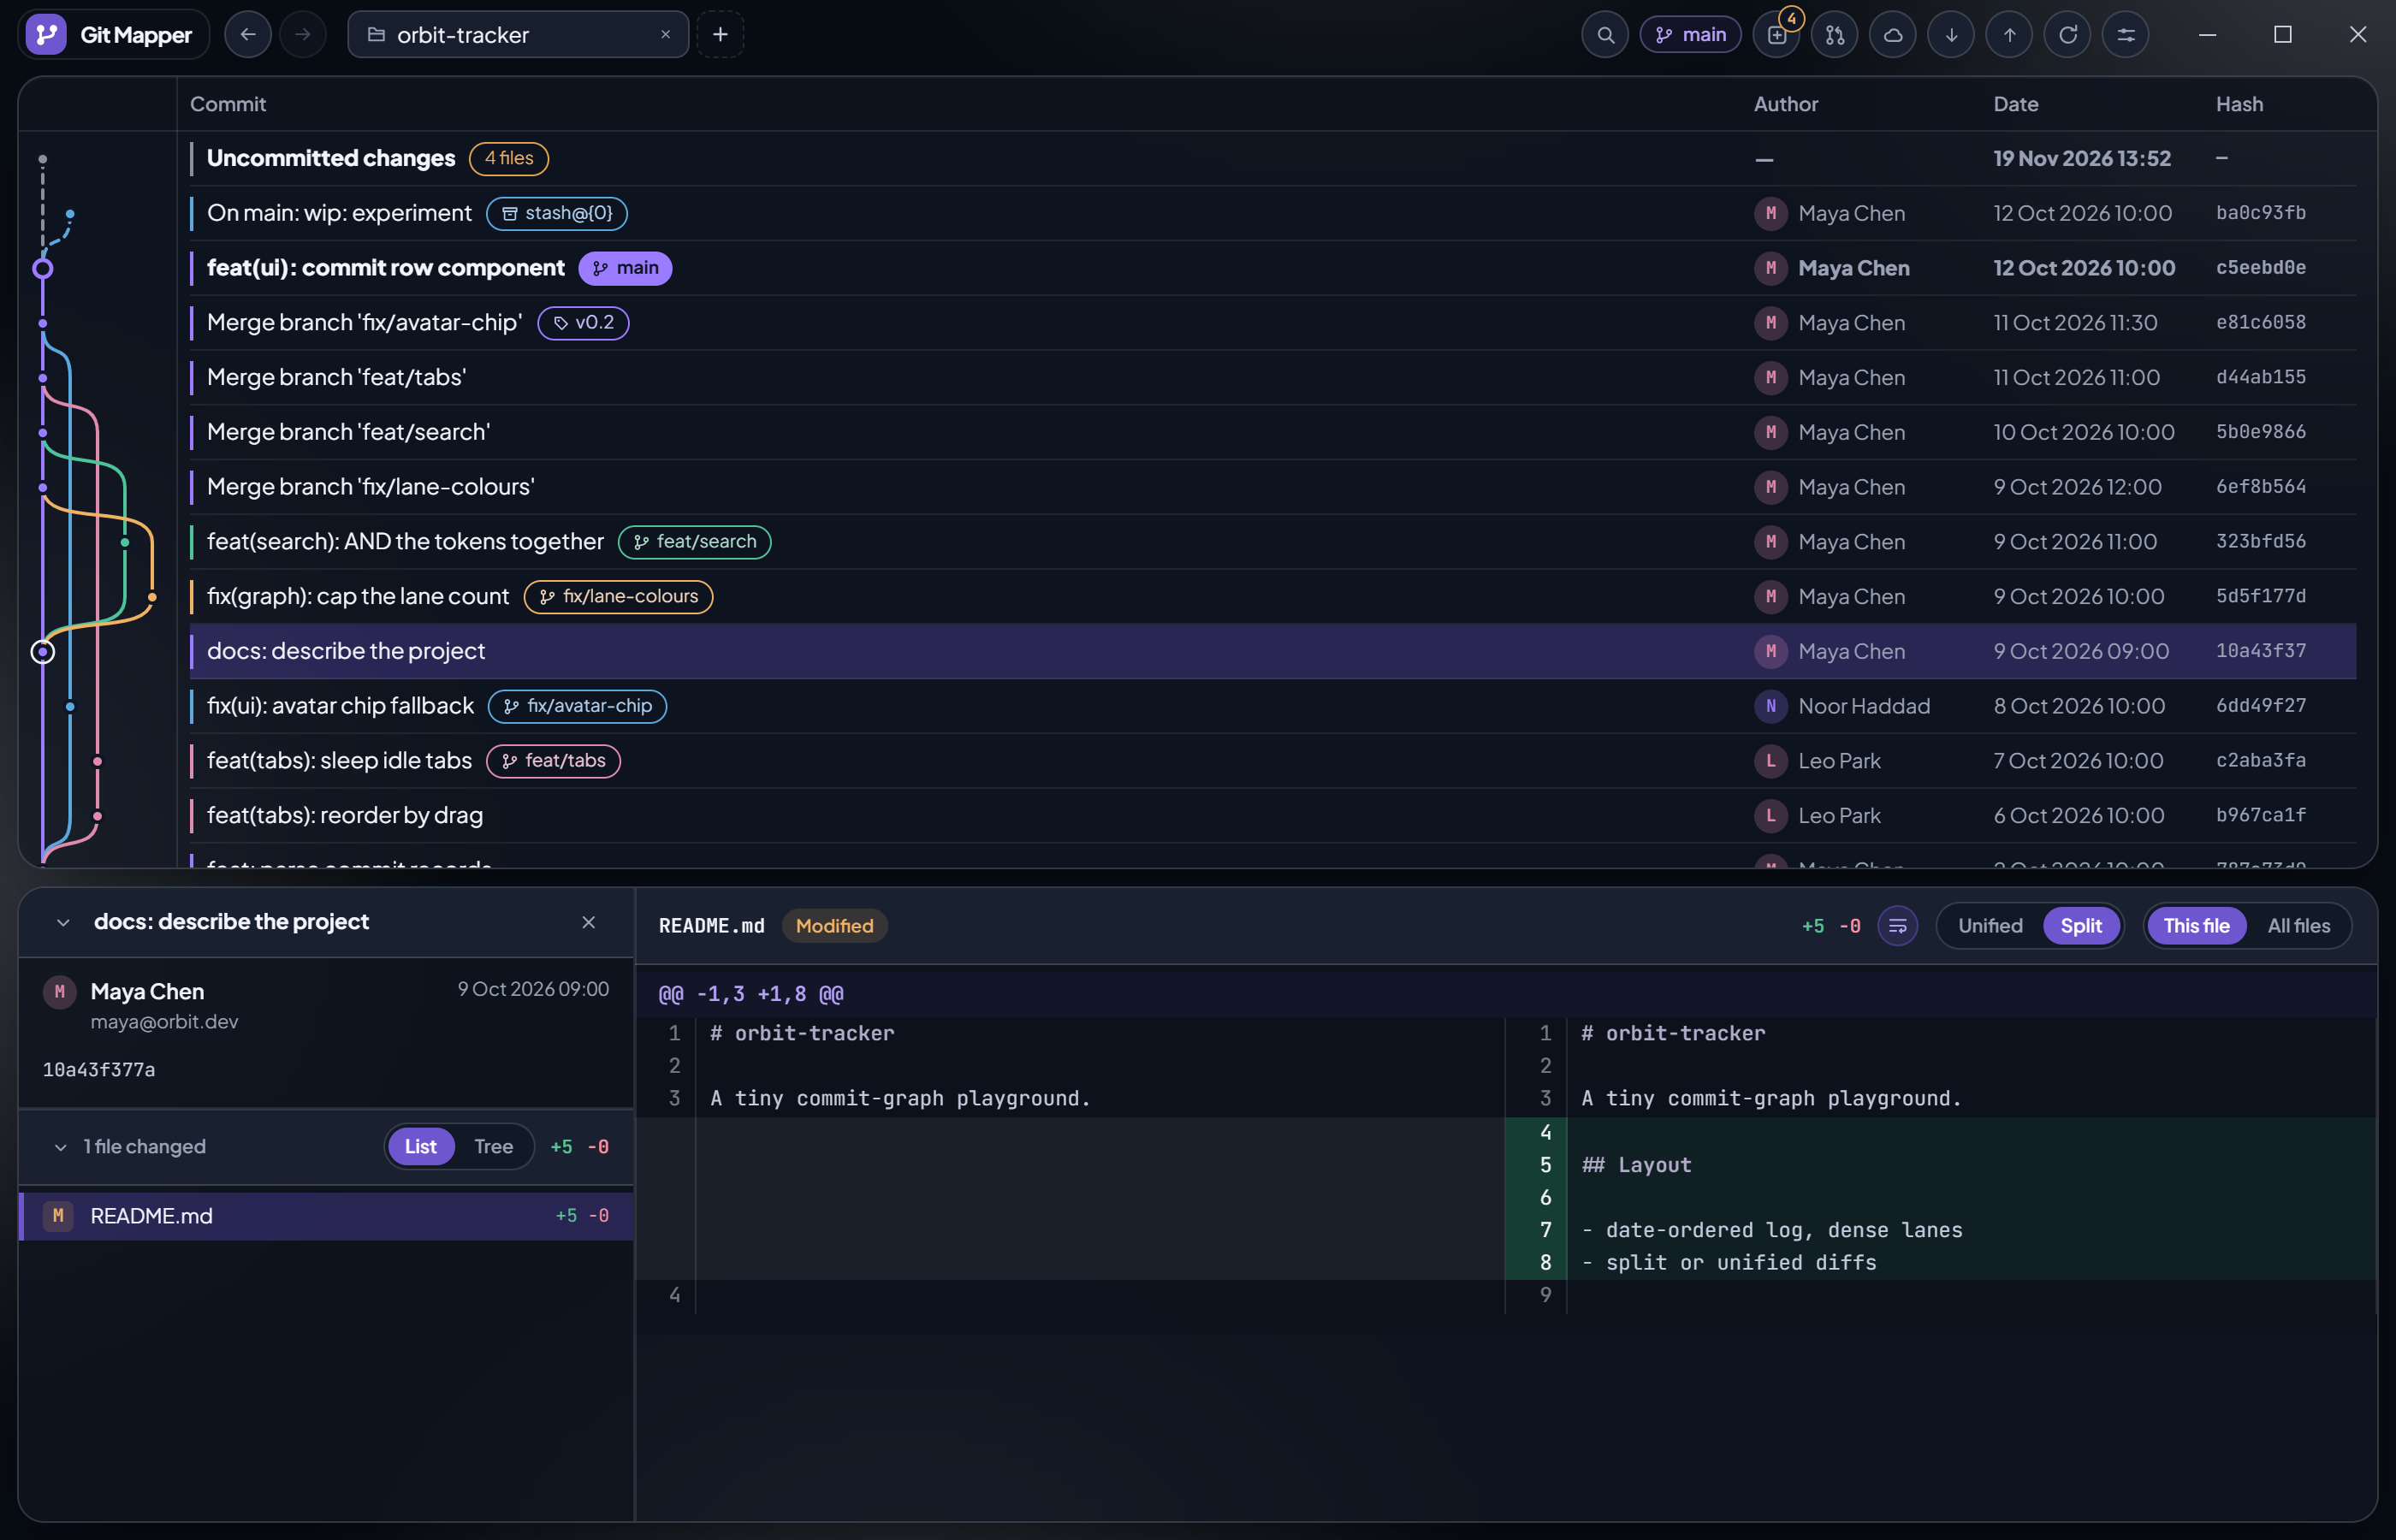 Git Mapper
orbit-tracker
main
4
Commit Author Date Hash
Uncommitted changes 4 files — 19 Nov 2026 13:52 —
On main: wip: experiment stash@{0} M Maya Chen 12 Oct 2026 10:00 ba0c93fb
feat(ui): commit row component main M Maya Chen 12 Oct 2026 10:00 c5eebd0e
Merge branch 'fix/avatar-chip' v0.2 M Maya Chen 11 Oct 2026 11:30 e81c6058
Merge branch 'feat/tabs' M Maya Chen 11 Oct 2026 11:00 d44ab155
Merge branch 'feat/search' M Maya Chen 10 Oct 2026 10:00 5b0e9866
Merge branch 'fix/lane-colours' M Maya Chen 9 Oct 2026 12:00 6ef8b564
feat(search): AND the tokens together feat/search M Maya Chen 9 Oct 2026 11:00 323bfd56
fix(graph): cap the lane count fix/lane-colours M Maya Chen 9 Oct 2026 10:00 5d5f177d
docs: describe the project M Maya Chen 9 Oct 2026 09:00 10a43f37
fix(ui): avatar chip fallback fix/avatar-chip N Noor Haddad 8 Oct 2026 10:00 6dd49f27
feat(tabs): sleep idle tabs feat/tabs L Leo Park 7 Oct 2026 10:00 c2aba3fa
feat(tabs): reorder by drag L Leo Park 6 Oct 2026 10:00 b967ca1f
feat: parse commit records M Maya Chen
docs: describe the project
M Maya Chen 9 Oct 2026 09:00
maya@orbit.dev
10a43f377a
1 file changed List Tree +5 -0
M README.md +5 -0
README.md Modified +5 -0 Unified Split This file All files
@@ -1,3 +1,8 @@
1 # orbit-tracker 1 # orbit-tracker
2 2
3 A tiny commit-graph playground. 3 A tiny commit-graph playground.
4
5 ## Layout
6
7 - date-ordered log, dense lanes
8 - split or unified diffs
4 9